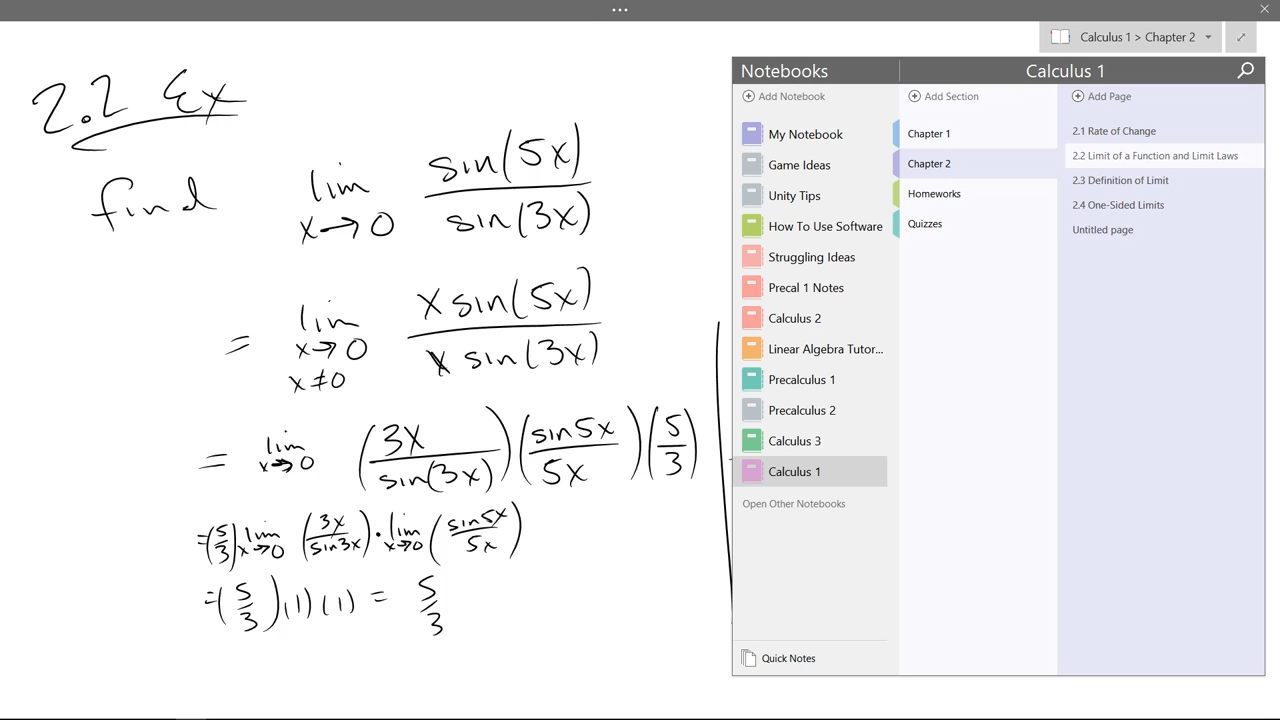 Calculus 1 > Chapter 2
2.2 Ex
find lim x→0 sin(5x)/sin(3x)
= lim x→0 x≠0 x sin(5x)/x sin(3x)
= lim x→0 (3x/sin(3x))(sin5x/5x)(5/3)
=(5/3) lim x→0 (3x/sin3x) · lim x→0 (sin5x/5x)
=(5/3)(1)(1) = 5/3
Notebooks
Add Notebook
My Notebook
Game Ideas
Unity Tips
How To Use Software
Struggling Ideas
Precal 1 Notes
Calculus 2
Linear Algebra Tutor...
Precalculus 1
Precalculus 2
Calculus 3
Calculus 1
Open Other Notebooks
Quick Notes
Calculus 1
Add Section
Chapter 1
Chapter 2
Homeworks
Quizzes
Add Page
2.1 Rate of Change
2.2 Limit of a Function and Limit Laws
2.3 Definition of Limit
2.4 One-Sided Limits
Untitled page